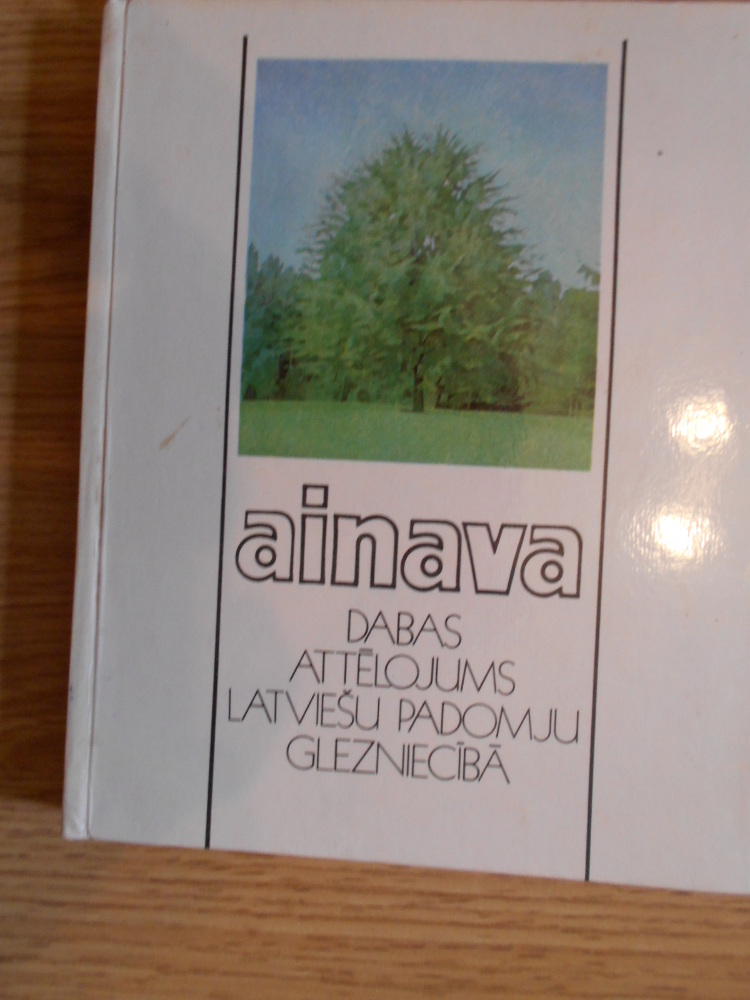 ainava
DABAS
ATTĒLOJUMS
LATVIEŠU PADOMJU
GLEZNIECĪBĀ